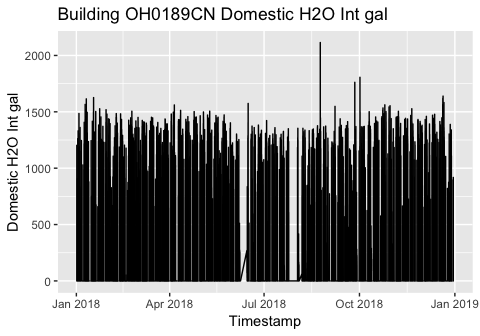 Building OH0189CN Domestic H2O Int gal
Domestic H2O Int gal
2000
1500
1000
500
0
Jan 2018
Apr 2018
Jul 2018
Oct 2018
Jan 2019
Timestamp